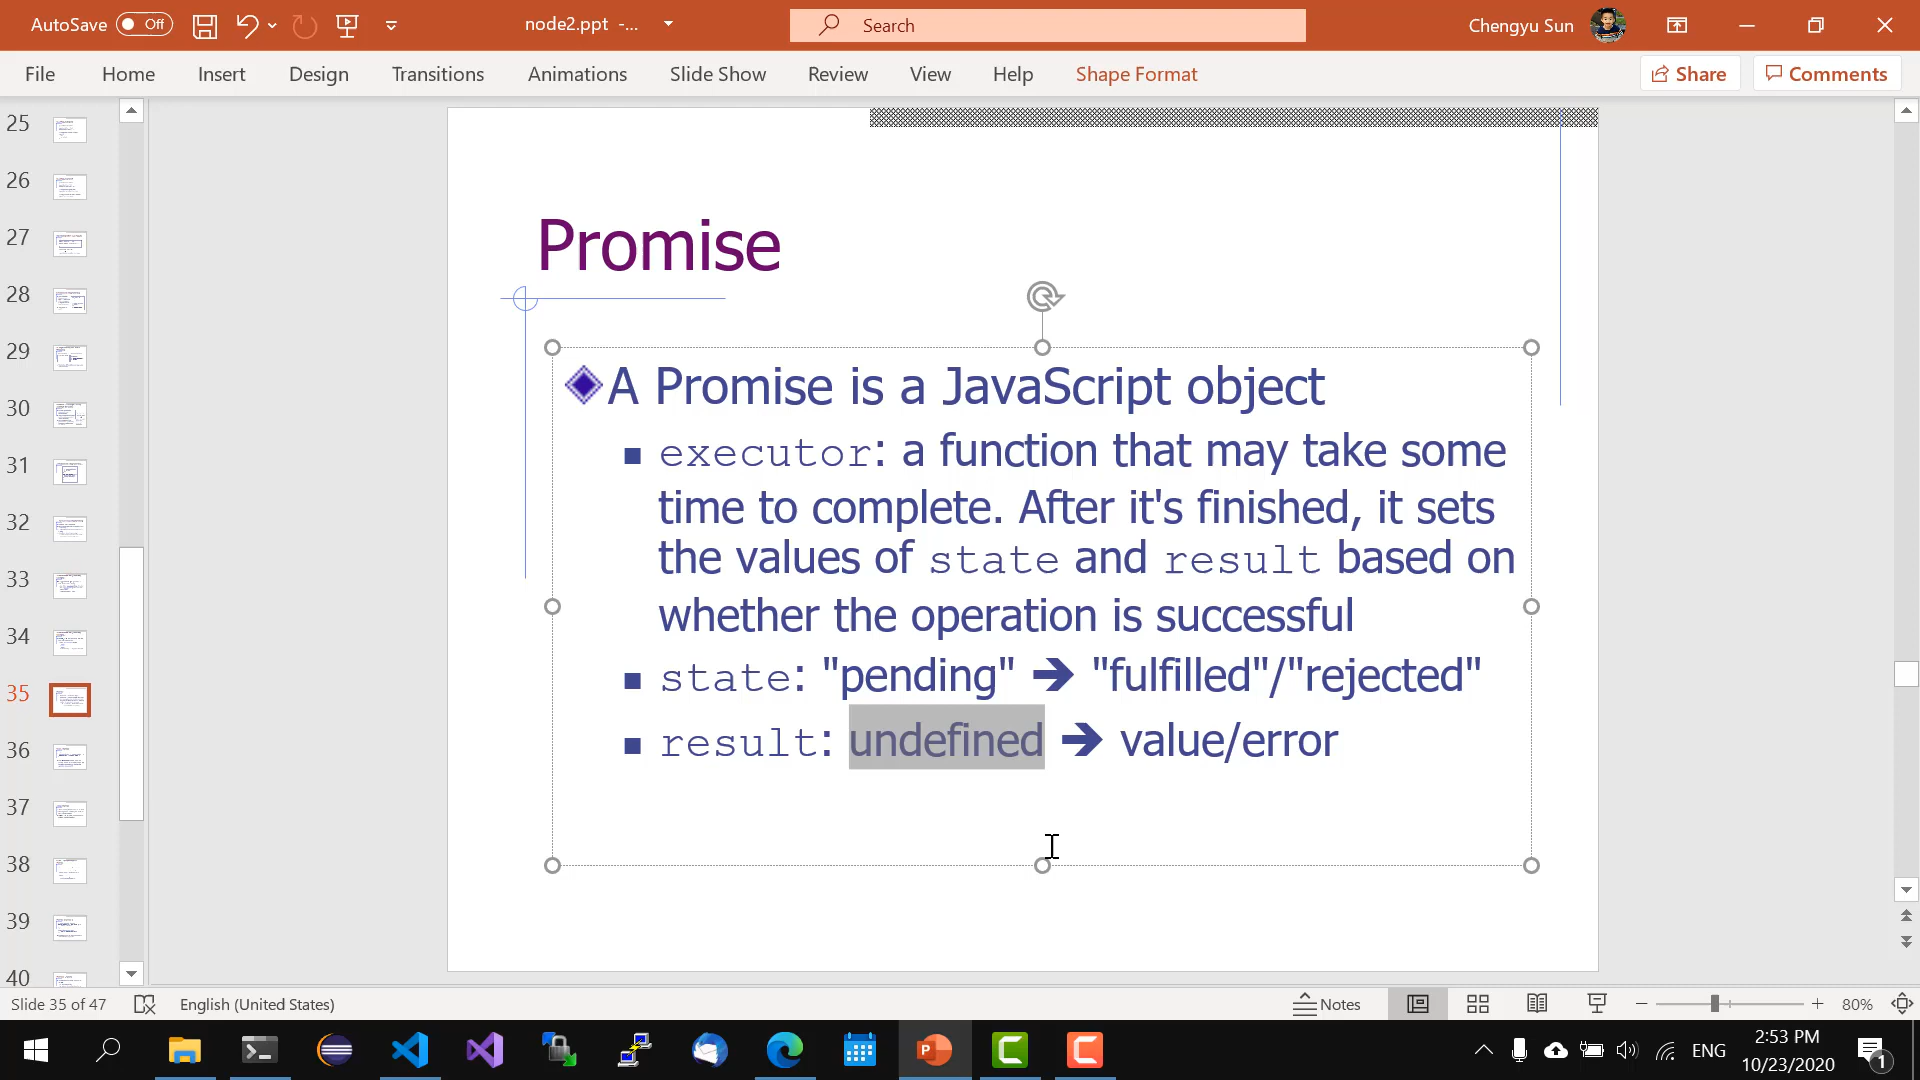 AutoSave Off
node2.ppt -...
Search
Chengyu Sun
File Home Insert Design Transitions Animations Slide Show Review View Help Shape Format
Share Comments
25
26
27
28
29
30
31
32
33
34
35
36
37
38
39
40
Promise
A Promise is a JavaScript object
executor: a function that may take some
time to complete. After it's finished, it sets
the values of state and result based on
whether the operation is successful
state: "pending" → "fulfilled"/"rejected"
result: undefined → value/error
Slide 35 of 47 English (United States) Notes 80%
ENG
2:53 PM
10/23/2020
1